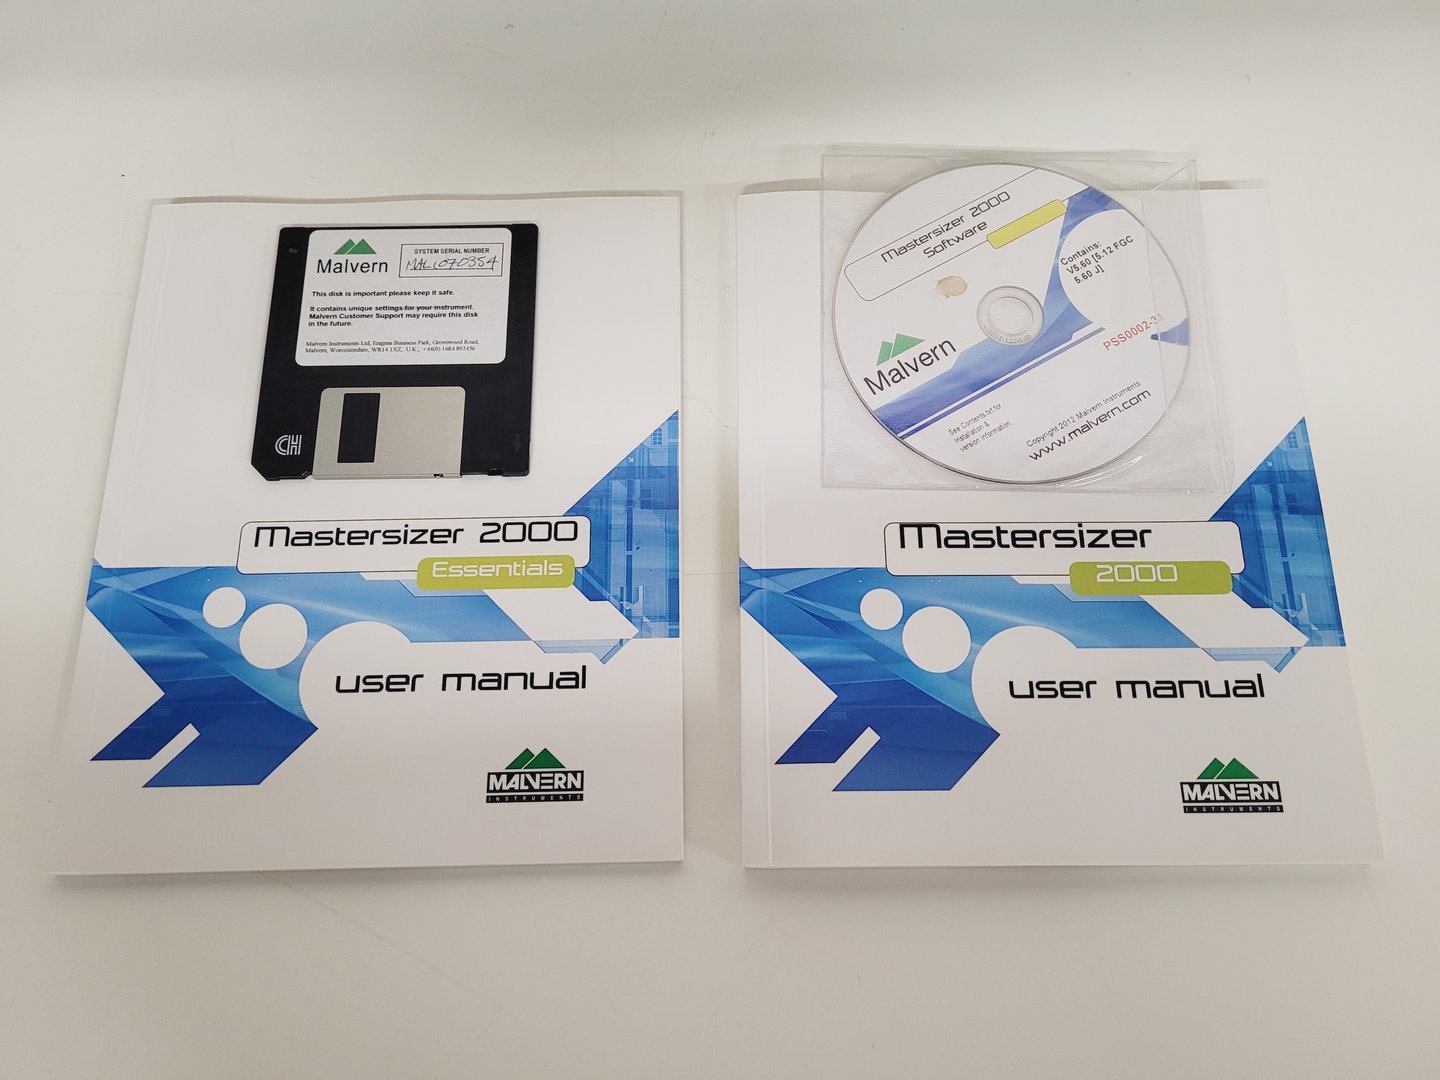 Malvern
SYSTEM SERIAL NUMBER
MAL1070354
This disk is important please keep it safe.
It contains unique settings for your instrument.
Malvern Customer Support may require this disk
in the future.
Malvern Instruments Ltd, Enigma Business Park, Grovewood Road,
Malvern, Worcestershire, WR14 1XZ, U.K., +44(0) 1684 892456
CH
Mastersizer 2000
Essentials
user manual
MALVERN
INSTRUMENTS
Mastersizer 2000
Software
Contains:
V5.60 [5.12 FGC
5.60 J]
PSS0002-31
Malvern
See Contents.txt for
Installation &
version information
Copyright 2012 Malvern Instruments
www.malvern.com
Mastersizer
2000
user manual
MALVERN
INSTRUMENTS